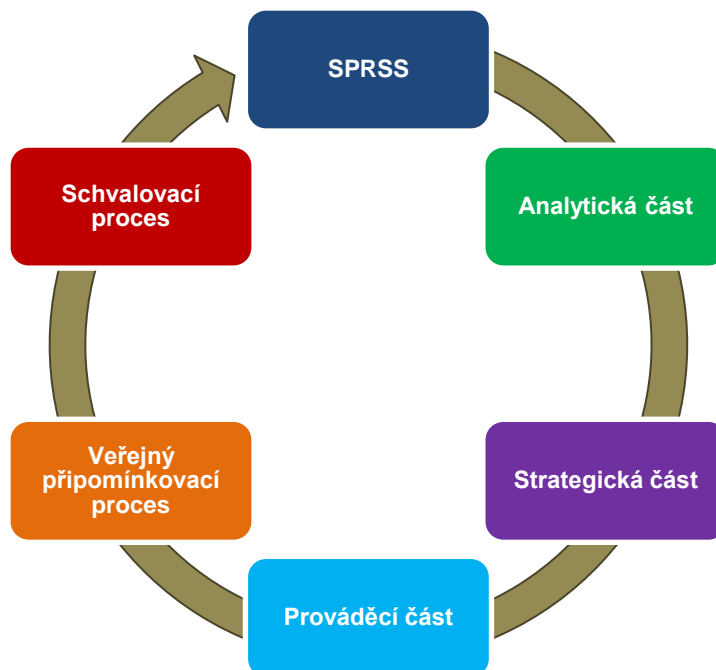 SPRSS
Analytická část
Strategická část
Prováděcí část
Veřejný
připomínkovací
proces
Schvalovací
proces